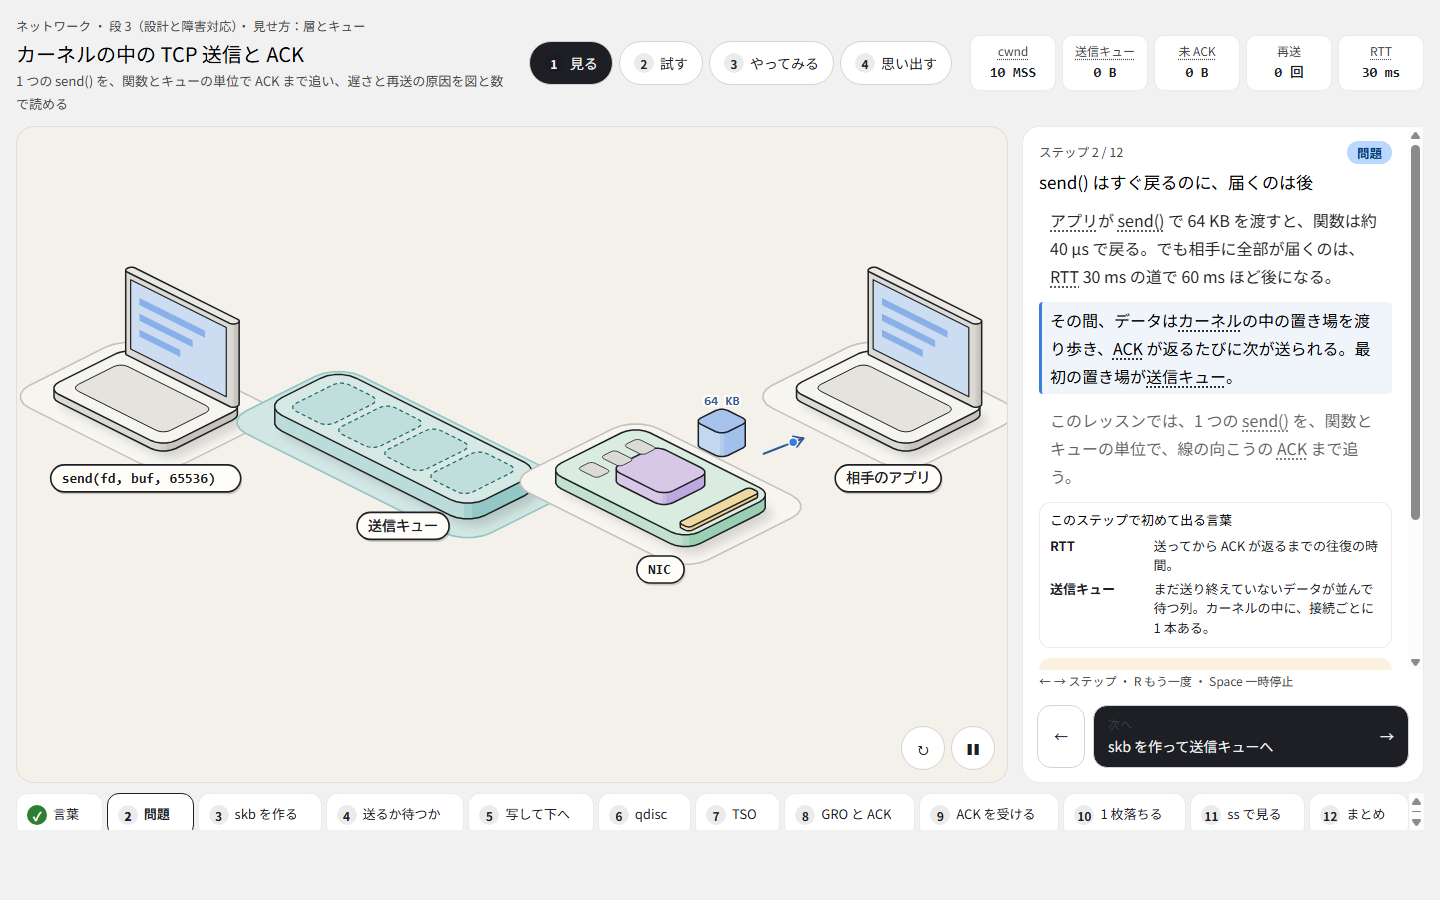 ネットワーク ・ 段 3（設計と障害対応）・ 見せ方：層とキュー
カーネルの中の TCP 送信と ACK
1 つの send() を、関数とキューの単位で ACK まで追い、遅さと再送の原因を図と数
で読める
1 見る
2 試す
3 やってみる
4 思い出す
cwnd
10 MSS
送信キュー
0 B
未 ACK
0 B
再送
0 回
RTT
30 ms
send(fd, buf, 65536)
送信キュー
NIC
64 KB
相手のアプリ
↻
ステップ 2 / 12
問題
send() はすぐ戻るのに、届くのは後
アプリが send() で 64 KB を渡すと、関数は約
40 µs で戻る。でも相手に全部が届くのは、
RTT 30 ms の道で 60 ms ほど後になる。
その間、データはカーネルの中の置き場を渡
り歩き、ACK が返るたびに次が送られる。最
初の置き場が送信キュー。
このレッスンでは、1 つの send() を、関数と
キューの単位で、線の向こうの ACK まで追
う。
このステップで初めて出る言葉
RTT
送ってから ACK が返るまでの往復の時
間。
送信キュー
まだ送り終えていないデータが並んで
待つ列。カーネルの中に、接続ごとに
1 本ある。
← → ステップ ・ R もう一度 ・ Space 一時停止
←
次へ
skb を作って送信キューへ
→
✓ 言葉
2 問題
3 skb を作る
4 送るか待つか
5 写して下へ
6 qdisc
7 TSO
8 GRO と ACK
9 ACK を受ける
10 1 枚落ちる
11 ss で見る
12 まとめ